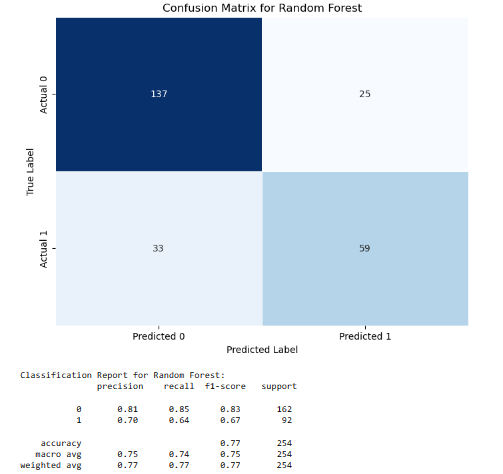 Confusion Matrix for Random Forest
True Label
Actual 0
137
25
Actual 1
33
59
Predicted 0
Predicted 1
Predicted Label
Classification Report for Random Forest:
precision recall f1-score support
0 0.81 0.85 0.83 162
1 0.70 0.64 0.67 92
accuracy 0.77 254
macro avg 0.75 0.74 0.75 254
weighted avg 0.77 0.77 0.77 254